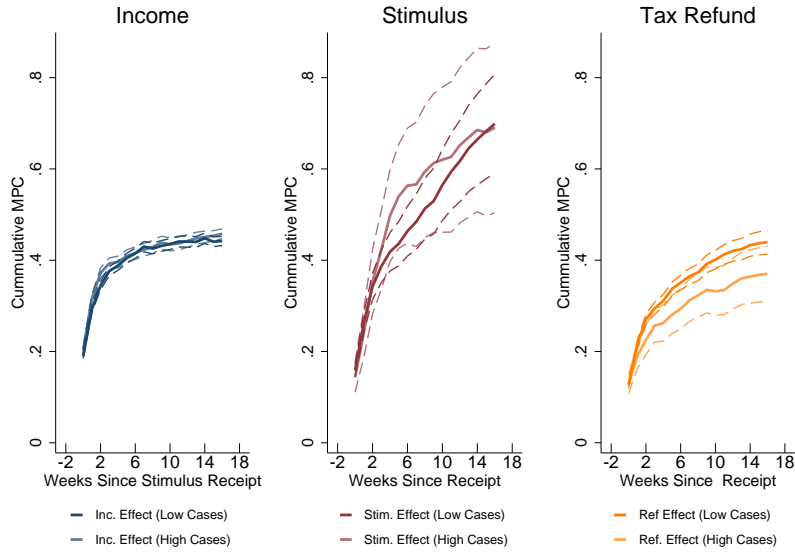 Income
Stimulus
Tax Refund
Cummulative MPC
0
.2
.4
.6
.8
-2 2 6 10 14 18
Weeks Since Stimulus Receipt
Inc. Effect (Low Cases)
Inc. Effect (High Cases)
Cummulative MPC
0
.2
.4
.6
.8
-2 2 6 10 14 18
Weeks Since Receipt
Stim. Effect (Low Cases)
Stim. Effect (High Cases)
Cummulative MPC
0
.2
.4
.6
.8
-2 2 6 10 14 18
Weeks Since Receipt
Ref Effect (Low Cases)
Ref. Effect (High Cases)